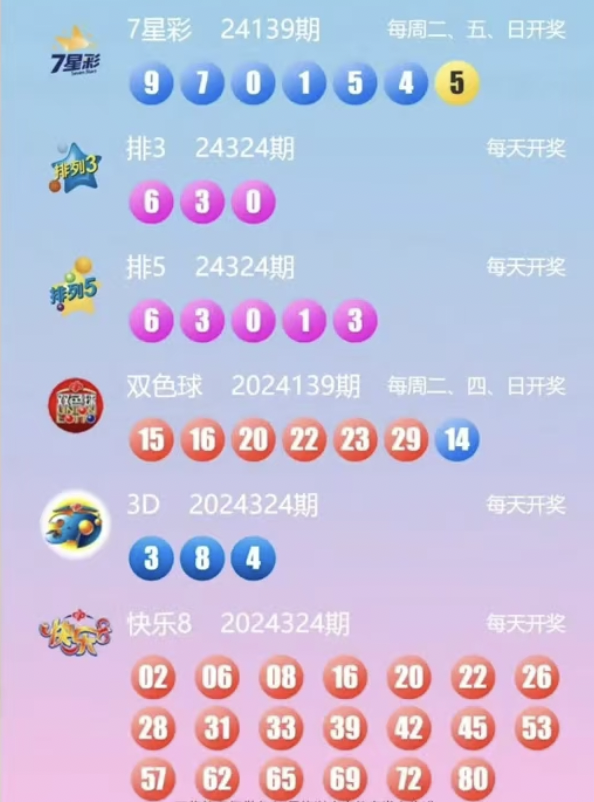 7星彩 24139期 每周二、五、日开奖
7星彩
9 7 0 1 5 4 5
排3 24324期 每天开奖
排列3
6 3 0
排5 24324期 每天开奖
排列5
6 3 0 1 3
双色球 2024139期 每周二、四、日开奖
双色球
15 16 20 22 23 29 14
3D 2024324期 每天开奖
3D
3 8 4
快乐8 2024324期 每天开奖
快乐8
02 06 08 16 20 22 26
28 31 33 39 42 45 53
57 62 65 69 72 80